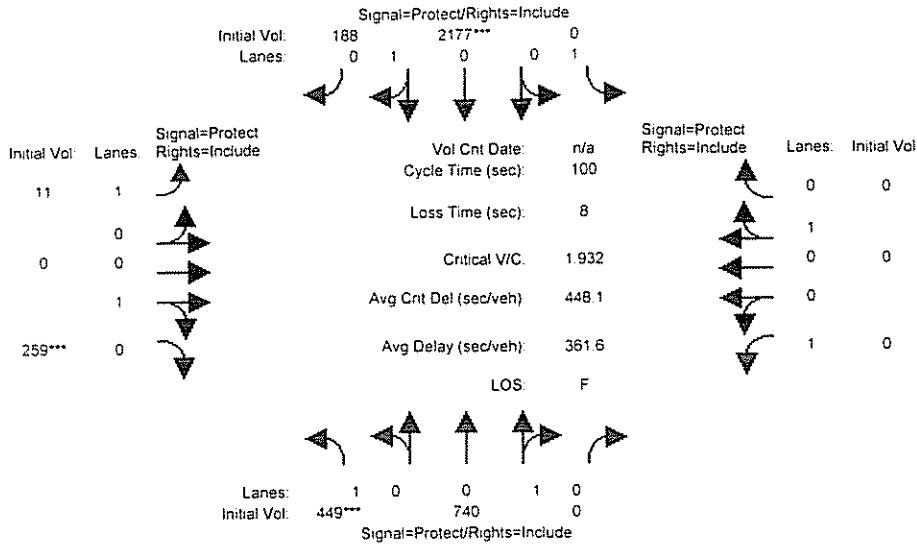 Signal=Protect/Rights=Include
Initial Vol: 188 2177*** 0
Lanes: 0 1 0 0 1
Signal=Protect
Initial Vol: Lanes: Rights=Include
Vol Cnt Date: n/a
Signal=Protect
Rights=Include Lanes: Initial Vol
Cycle Time (sec): 100
11 1
0 0
Loss Time (sec): 8
0
1
Critical V/C: 1.932
0 0
0 0
Avg Crit Del (sec/veh): 448.1
1
0
Avg Delay (sec/veh): 361.6
259*** 0
1 0
LOS: F
Lanes: 1 0 0 1 0
Initial Vol: 449*** 740 0
Signal=Protect/Rights=Include